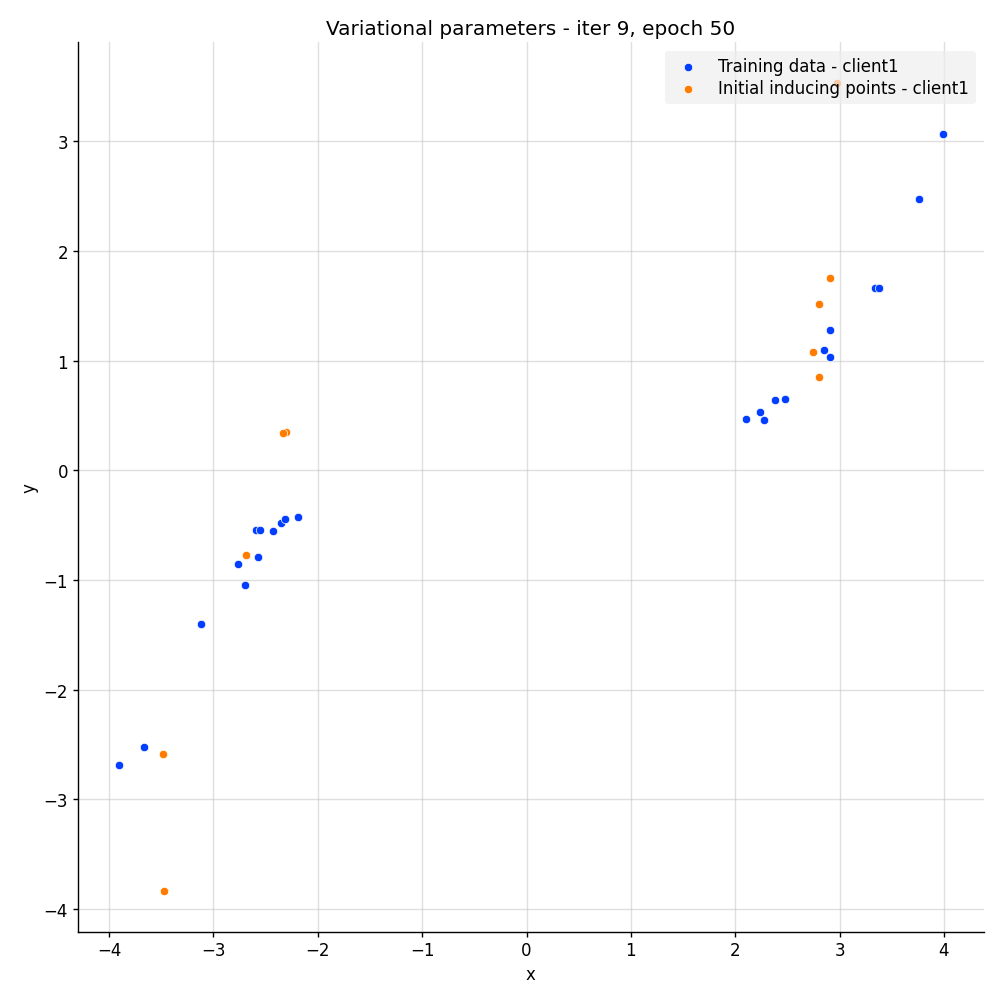 Variational parameters - iter 9, epoch 50
Training data - client1
Initial inducing points - client1
3
2
1
0
−1
−2
−3
−4
y
−4 −3 −2 −1 0 1 2 3 4
x